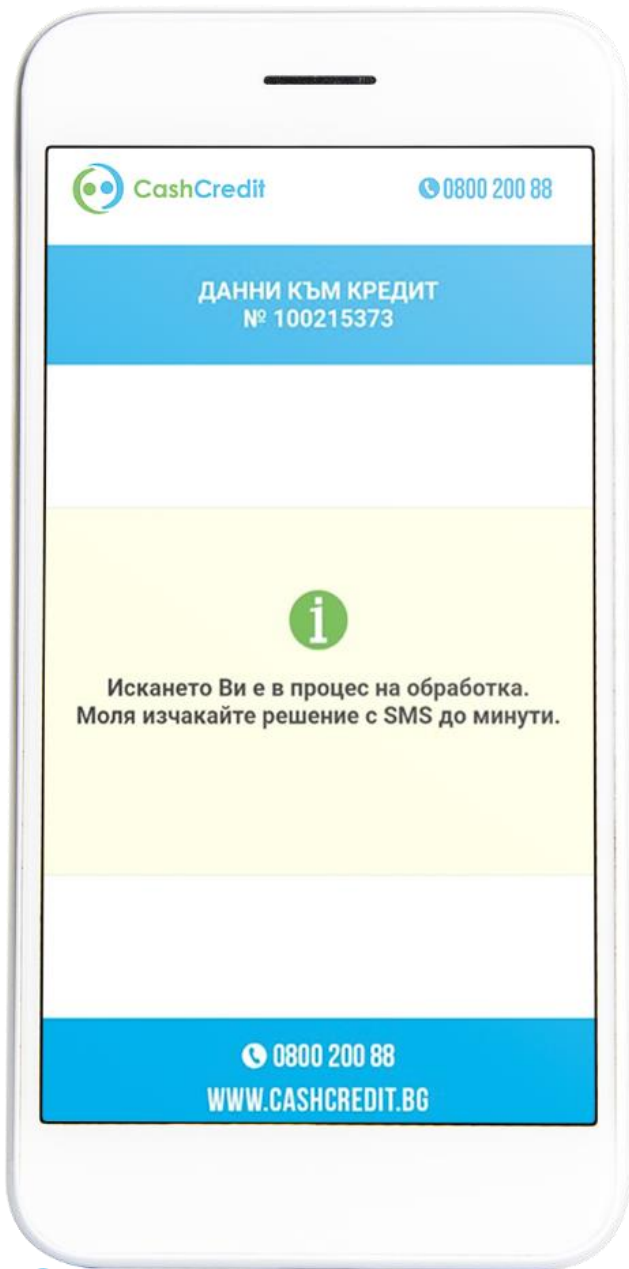 CashCredit
0800 200 88
ДАННИ КЪМ КРЕДИТ
№ 100215373
Искането Ви е в процес на обработка.
Моля изчакайте решение с SMS до минути.
0800 200 88
WWW.CASHCREDIT.BG